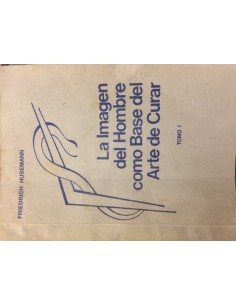 FRIEDRICH HUSEMANN
La Imagen
del Hombre
como Base del
Arte de Curar
TOMO I